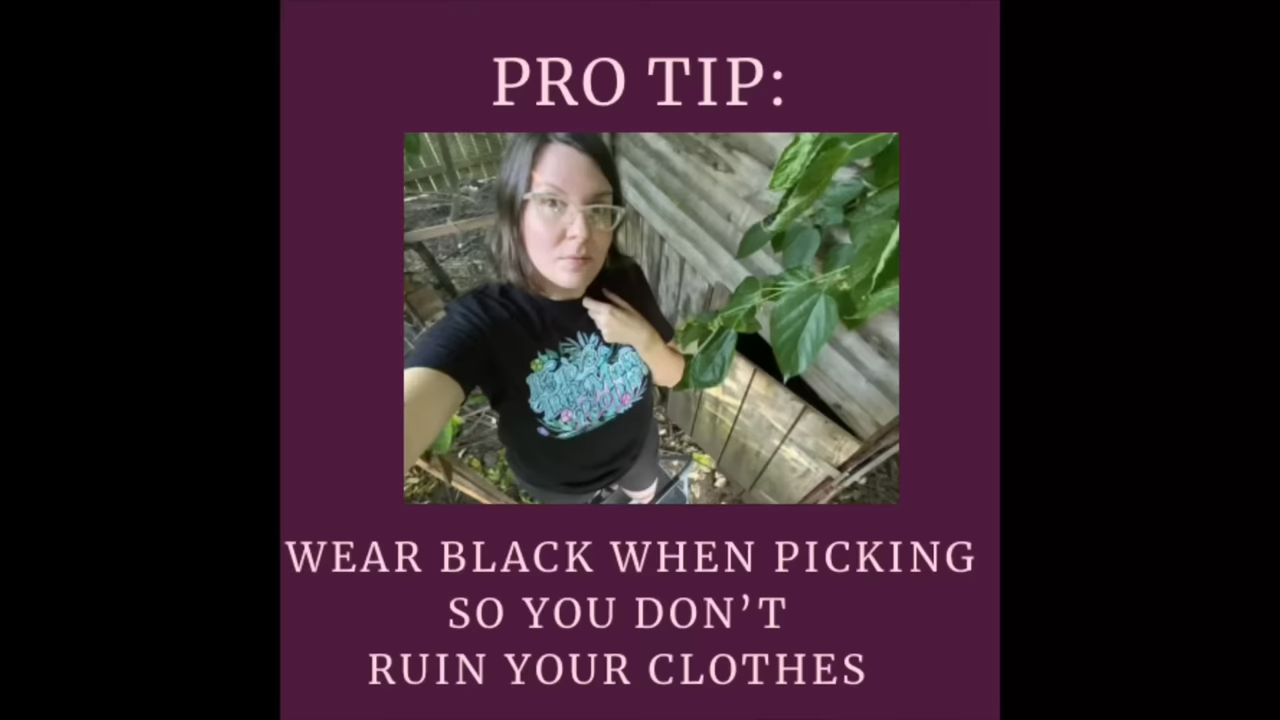 PRO TIP:
WEAR BLACK WHEN PICKING
SO YOU DON’T
RUIN YOUR CLOTHES